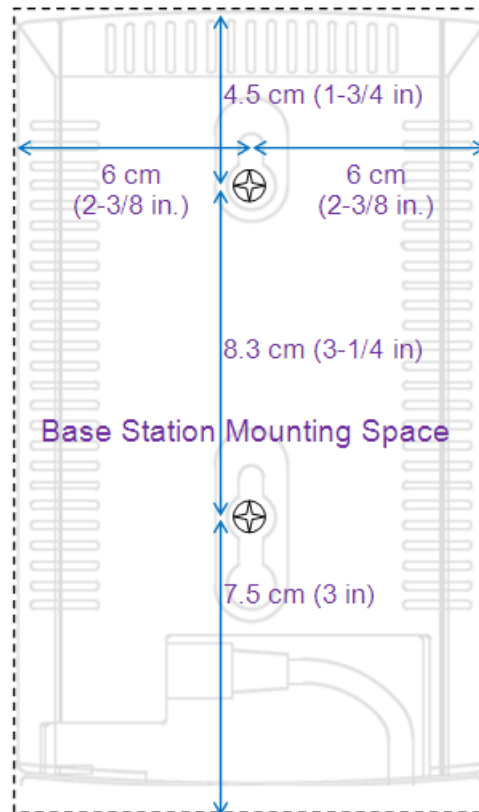 4.5 cm (1-3/4 in)
6 cm
(2-3/8 in.)
6 cm
(2-3/8 in.)
8.3 cm (3-1/4 in)
Base Station Mounting Space
7.5 cm (3 in)